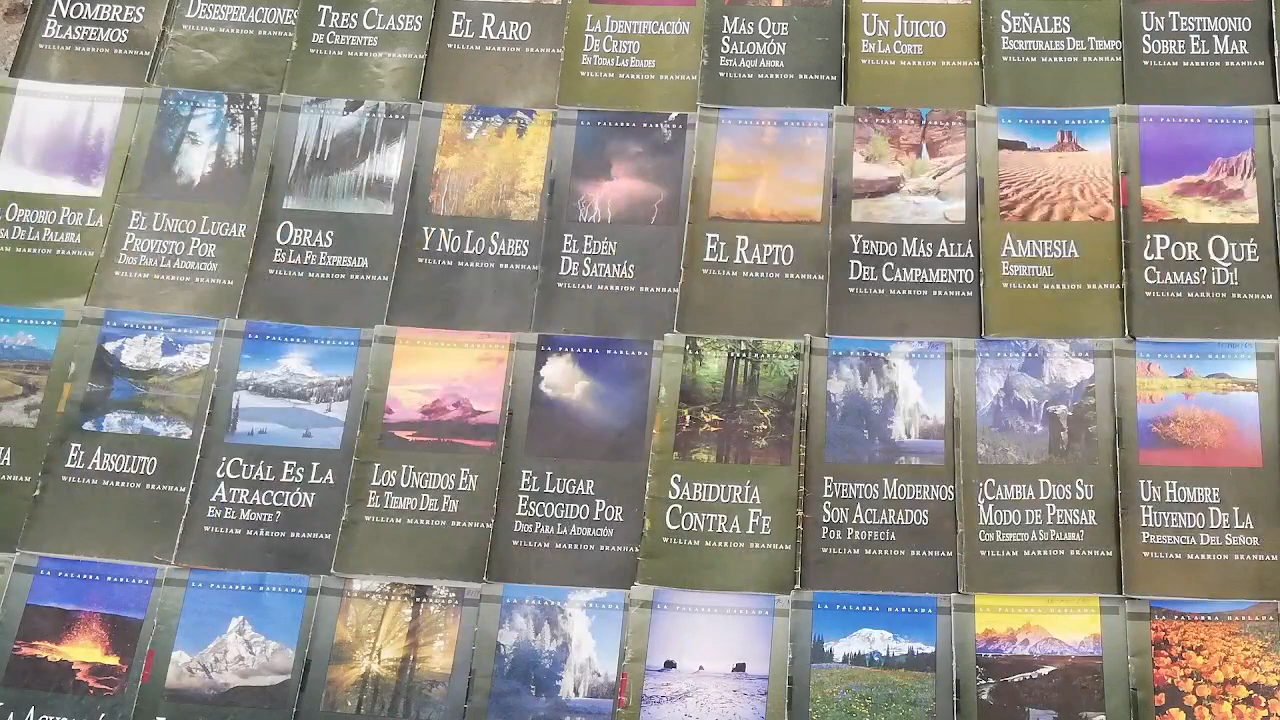 NOMBRES
BLASFEMOS
WILLIAM MARRION BRANHAM
DESESPERACIONES
WILLIAM MARRION BRANHAM
TRES CLASES
DE CREYENTES
WILLIAM MARRION BRANHAM
EL RARO
WILLIAM MARRION BRANHAM
LA IDENTIFICACIÓN
DE CRISTO
EN TODAS LAS EDADES
WILLIAM MARRION BRANHAM
MÁS QUE
SALOMÓN
ESTÁ AQUÍ AHORA
WILLIAM MARRION BRANHAM
UN JUICIO
EN LA CORTE
WILLIAM MARRION BRANHAM
SEÑALES
ESCRITURALES DEL TIEMPO
WILLIAM MARRION BRANHAM
UN TESTIMONIO
SOBRE EL MAR
WILLIAM MARRION BRANHAM
OPROBIO POR LA
SA DE LA PALABRA
MARRION BRANHAM
LA PALABRA HABLADA
EL UNICO LUGAR
PROVISTO POR
DIOS PARA LA ADORACIÓN
WILLIAM MARRION BRANHAM
LA PALABRA HABLADA
OBRAS
ES LA FE EXPRESADA
WILLIAM MARRION BRANHAM
LA PALABRA HABLADA
Y NO LO SABES
WILLIAM MARRION BRANHAM
LA PALABRA HABLADA
EL EDÉN
DE SATANÁS
WILLIAM MARRION BRANHAM
LA PALABRA HABLADA
EL RAPTO
WILLIAM MARRION BRANHAM
LA PALABRA HABLADA
YENDO MÁS ALLÁ
DEL CAMPAMENTO
WILLIAM MARRION BRANHAM
LA PALABRA HABLADA
AMNESIA
ESPIRITUAL
WILLIAM MARRION BRANHAM
LA PALABRA HABLADA
¿POR QUÉ
CLAMAS? ¡DI!
WILLIAM MARRION BRANHAM
HABLADA
IA
BRANHAM
LA PALABRA HABLADA
EL ABSOLUTO
WILLIAM MARRION BRANHAM
LA PALABRA HABLADA
¿CUÁL ES LA
ATRACCIÓN
EN EL MONTE ?
WILLIAM MARRION BRANHAM
LA PALABRA HABLADA
LOS UNGIDOS EN
EL TIEMPO DEL FIN
WILLIAM MARRION BRANHAM
LA PALABRA HABLADA
EL LUGAR
ESCOGIDO POR
DIOS PARA LA ADORACIÓN
WILLIAM MARRION BRANHAM
LA PALABRA HABLADA
SABIDURÍA
CONTRA FE
WILLIAM MARRION BRANHAM
LA PALABRA HABLADA
EVENTOS MODERNOS
SON ACLARADOS
POR PROFECÍA
WILLIAM MARRION BRANHAM
LA PALABRA HABLADA
¿CAMBIA DIOS SU
MODO DE PENSAR
CON RESPECTO A SU PALABRA?
WILLIAM MARRION BRANHAM
LA PALABRA HABLADA
UN HOMBRE
HUYENDO DE LA
PRESENCIA DEL SEÑOR
WILLIAM MARRION BRANHAM
LA PALABRA HABLADA
LA PALABRA HABLADA
LA PALABRA HABLADA
LA PALABRA HABLADA
LA PALABRA HABLADA
LA PALABRA HABLADA
LA PALABRA HABLADA
LA PALABRA HABLADA